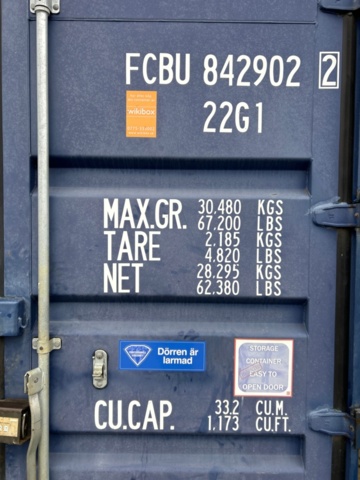 FCBU 842902 2
wikibox
22G1
MAX.GR. 30.480 KGS
67.200 LBS
TARE 2.185 KGS
4.820 LBS
NET 28.295 KGS
62.380 LBS
Dörren är
larmad
STORAGE
CONTAINER
EASY TO
OPEN DOOR
CU.CAP. 33.2 CU.M.
1.173 CU.FT.